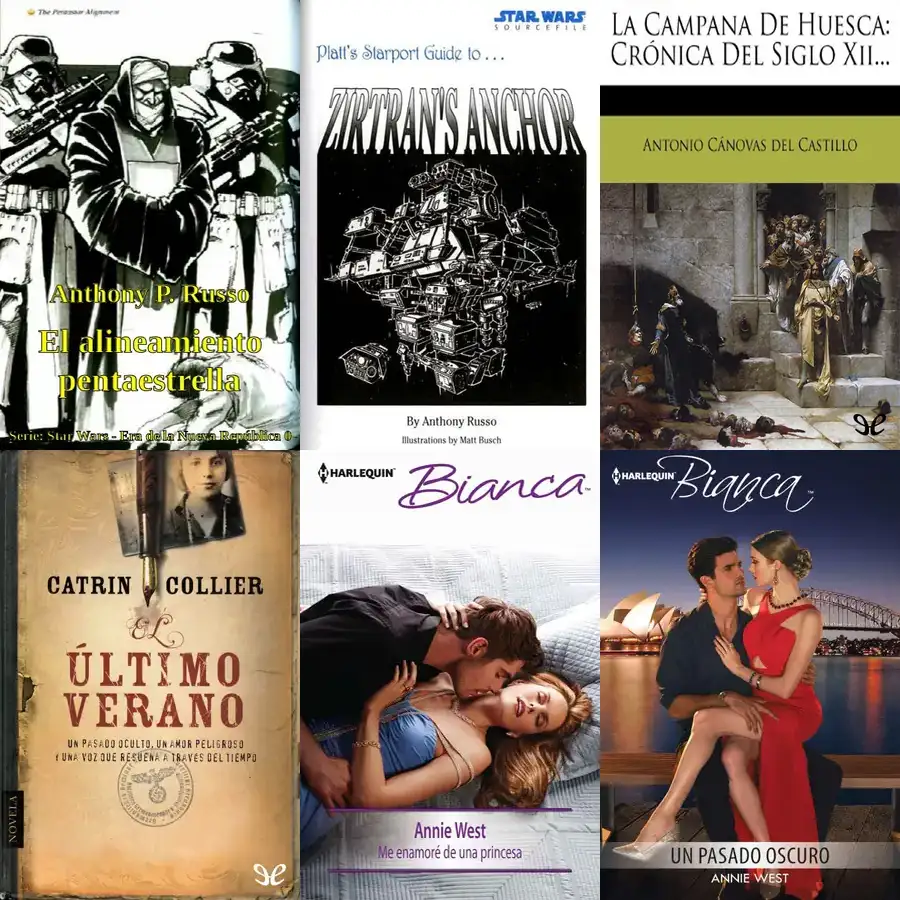 The Pentastar Alignment
Anthony P. Russo
El alineamiento
pentaestrella
Serie: Star Wars - Era de la Nueva República 0
STAR WARS
SOURCEFILE
Platt's Starport Guide to . . .
ZIRTRAN'S ANCHOR
By Anthony Russo
Illustrations by Matt Busch
LA CAMPANA DE HUESCA:
CRÓNICA DEL SIGLO XII...
ANTONIO CÁNOVAS DEL CASTILLO
CATRIN COLLIER
EL
ÚLTIMO
VERANO
UN PASADO OCULTO, UN AMOR PELIGROSO
Y UNA VOZ QUE RESUENA A TRAVÉS DEL TIEMPO
NOVELA
HARLEQUIN™
Bianca™
Annie West
Me enamoré de una princesa
HARLEQUIN™
Bianca™
UN PASADO OSCURO
ANNIE WEST